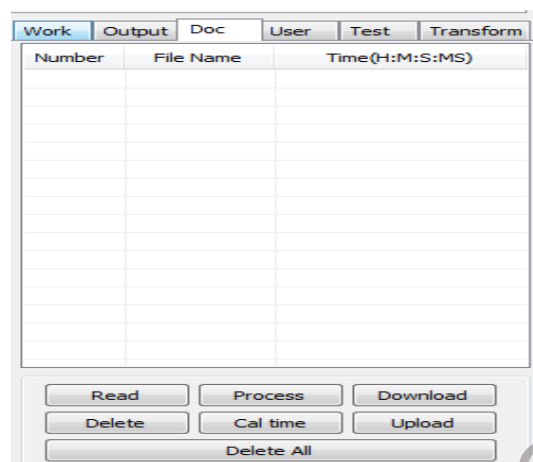 Work Output Doc User Test Transform
Number File Name Time(H:M:S:MS)
Read Process Download
Delete Cal time Upload
Delete All